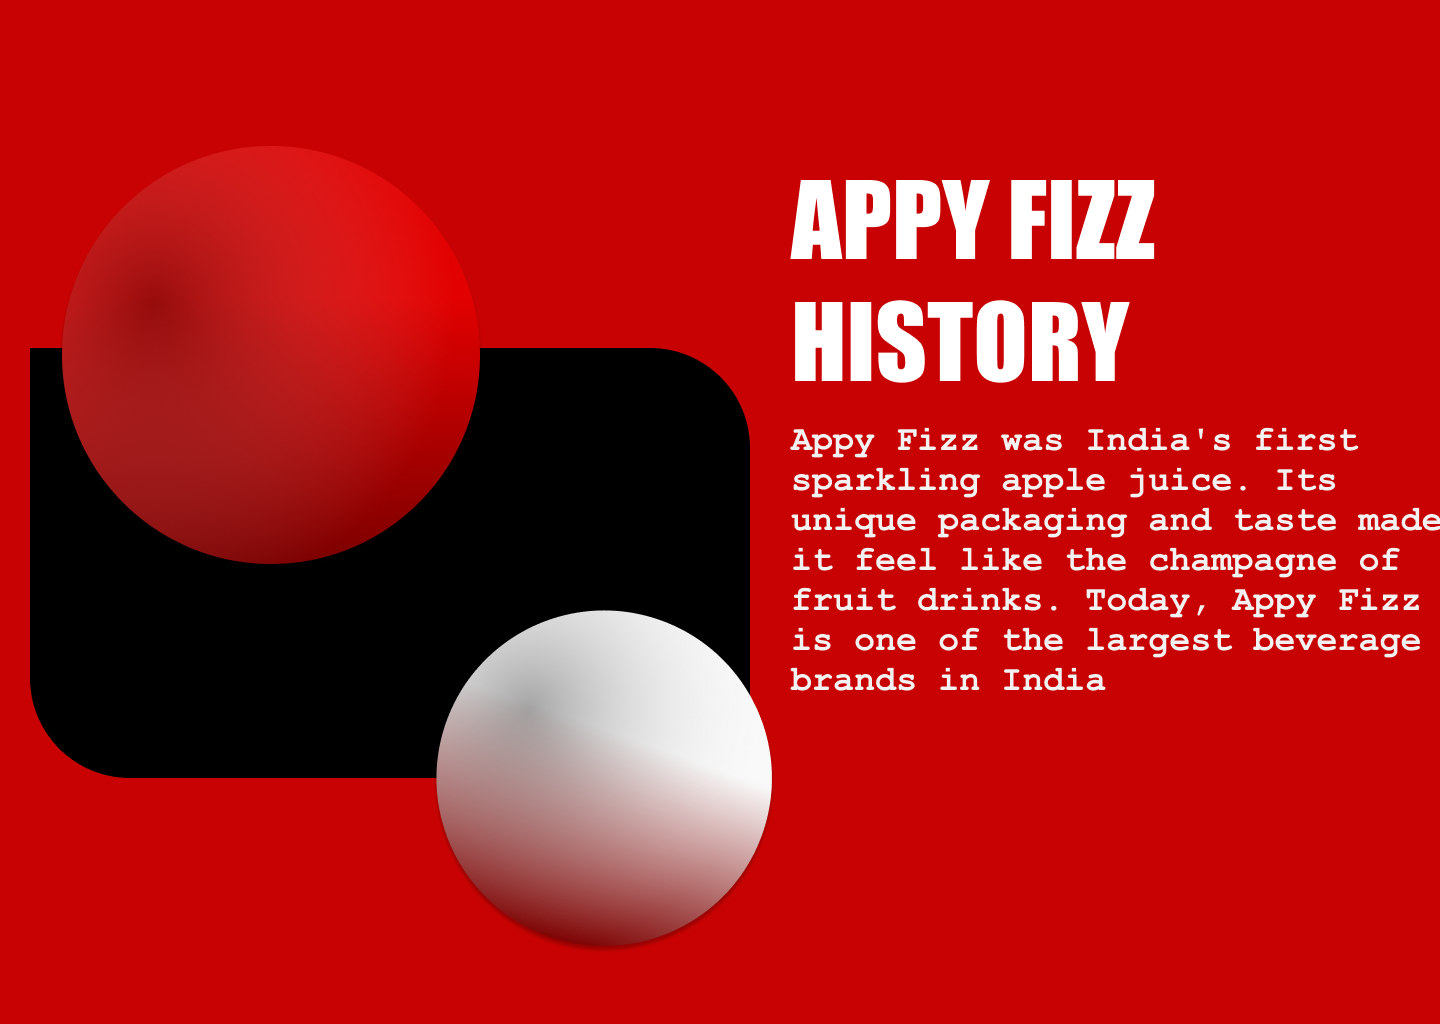 APPY FIZZ
HISTORY
Appy Fizz was India's first
sparkling apple juice. Its
unique packaging and taste made
it feel like the champagne of
fruit drinks. Today, Appy Fizz
is one of the largest beverage
brands in India